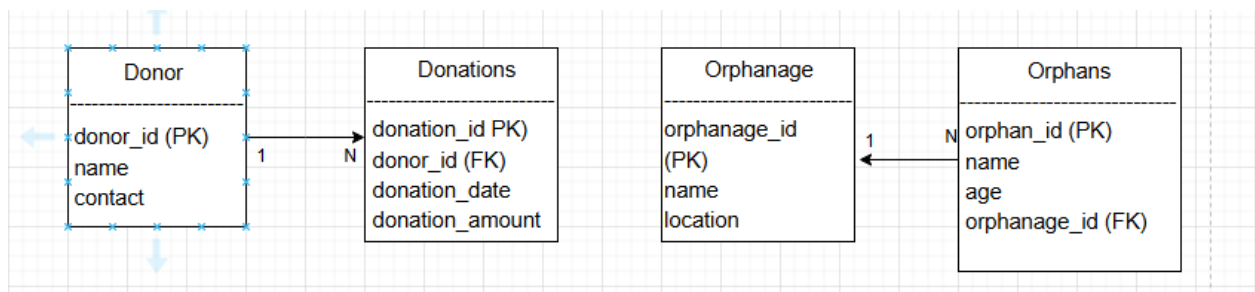 Donor
donor_id (PK)
name
contact
1
N
Donations
donation_id PK)
donor_id (FK)
donation_date
donation_amount
Orphanage
orphanage_id
(PK)
name
location
1
N
Orphans
orphan_id (PK)
name
age
orphanage_id (FK)